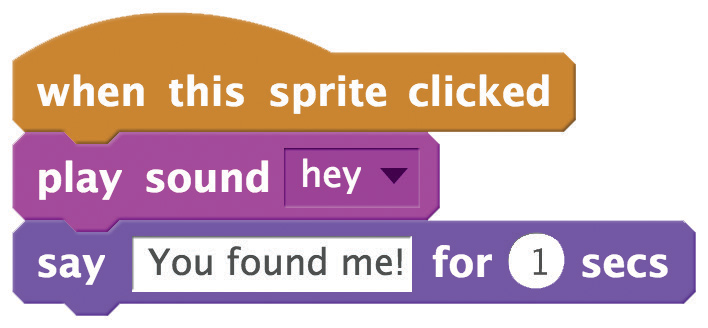 when this sprite clicked
play sound hey
say You found me! for 1 secs